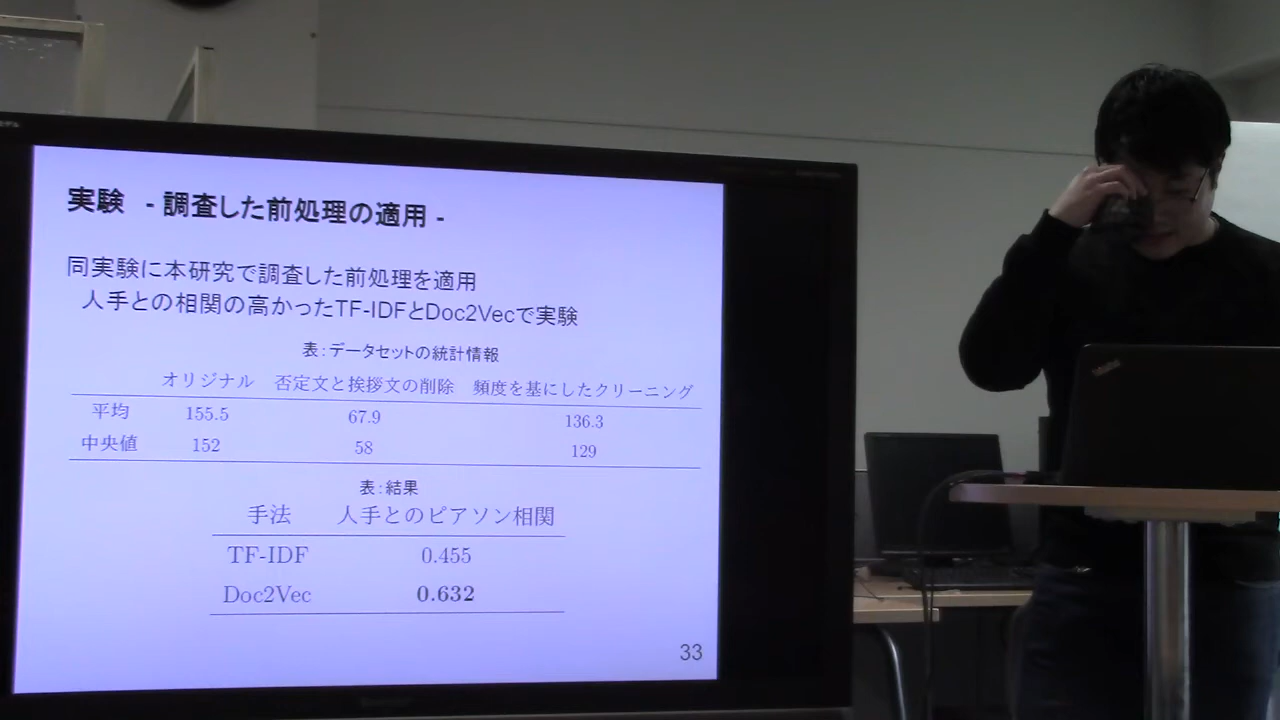 実験 - 調査した前処理の適用 -
同実験に本研究で調査した前処理を適用
人手との相関の高かったTF-IDFとDoc2Vecで実験
表：データセットの統計情報
オリジナル 否定文と挨拶文の削除 頻度を基にしたクリーニング
平均 155.5 67.9 136.3
中央値 152 58 129
表：結果
手法 人手とのピアソン相関
TF-IDF 0.455
Doc2Vec 0.632
33